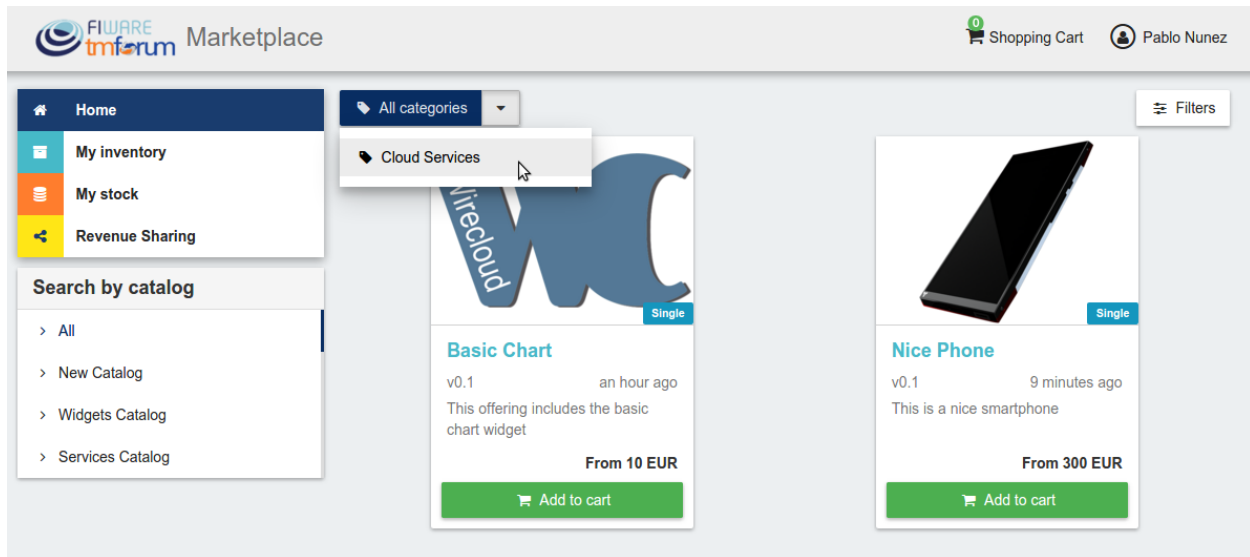 FIWARE
tmforum
Marketplace
0
Shopping Cart
Pablo Nunez
Home
My inventory
My stock
Revenue Sharing
Search by catalog
All
New Catalog
Widgets Catalog
Services Catalog
All categories
Filters
Cloud Services
Wirecloud
Single
Basic Chart
v0.1 an hour ago
This offering includes the basic
chart widget
From 10 EUR
Add to cart
Single
Nice Phone
v0.1 9 minutes ago
This is a nice smartphone
From 300 EUR
Add to cart